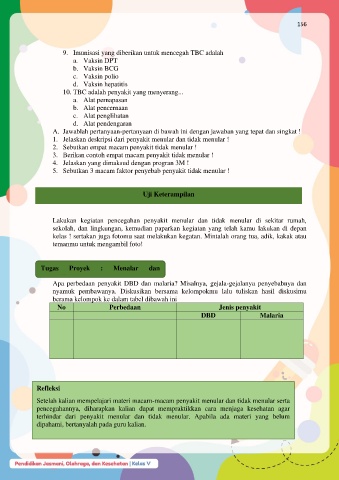 156
9. Imunisasi yang diberikan untuk mencegah TBC adalah
a. Vaksin DPT
b. Vaksin BCG
c. Vaksin polio
d. Vaksin hepatitis
10. TBC adalah penyakit yang menyerang...
a. Alat pernapasan
b. Alat pencernaan
c. Alat penglihatan
d. Alat pendengaran
A. Jawablah pertanyaan-pertanyaan di bawah ini dengan jawaban yang tepat dan singkat !
1. Jelaskan deskripsi dari penyakit menular dan tidak menular !
2. Sebutkan empat macam penyakit tidak menular !
3. Berikan contoh empat macam penyakit tidak menular !
4. Jelaskan yang dimaksud dengan program 3M !
5. Sebutkan 3 macam faktor penyebab penyakit tidak menular !
Uji Keterampilan
Lakukan kegiatan pencegahan penyakit menular dan tidak menular di sekitar rumah,
sekolah, dan lingkungan, kemudian paparkan kegiatan yang telah kamu lakukan di depan
kelas ! sertakan juga fotomu saat melakukan kegatan. Mintalah orang tua, adik, kakak atau
temanmu untuk mengambil foto!
Tugas Proyek : Menular dan
Apa perbedaan penyakit DBD dan malaria? Misalnya, gejala-gejalanya penyebabnya dan
nyamuk pembawanya. Diskusikan bersama kelompokmu lalu tuliskan hasil diskusimu
berama kelompok ke dalam tabel dibawah ini
No Perbedaan Jenis penyakit
DBD Malaria
Refleksi
Setelah kalian mempelajari materi macam-macam penyakit menular dan tidak menular serta
pencegahannya, diharapkan kalian dapat mempraktikkan cara menjaga kesehatan agar
terhindar dari penyakit menular dan tidak menular. Apabila ada materi yang belum
dipahami, bertanyalah pada guru kalian.
Pendidikan Jasmani, Olahraga, dan Kesehatan | Kelas V